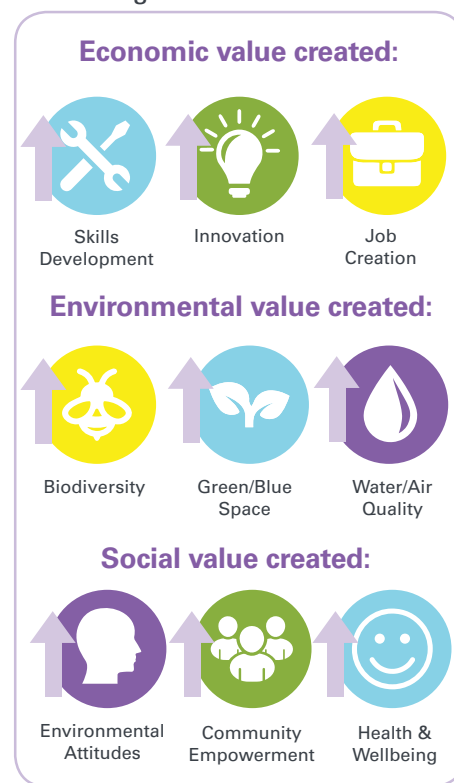 Economic value created:
Skills
Development
Innovation
Job
Creation
Environmental value created:
Biodiversity
Green/Blue
Space
Water/Air
Quality
Social value created:
Environmental
Attitudes
Community
Empowerment
Health &
Wellbeing